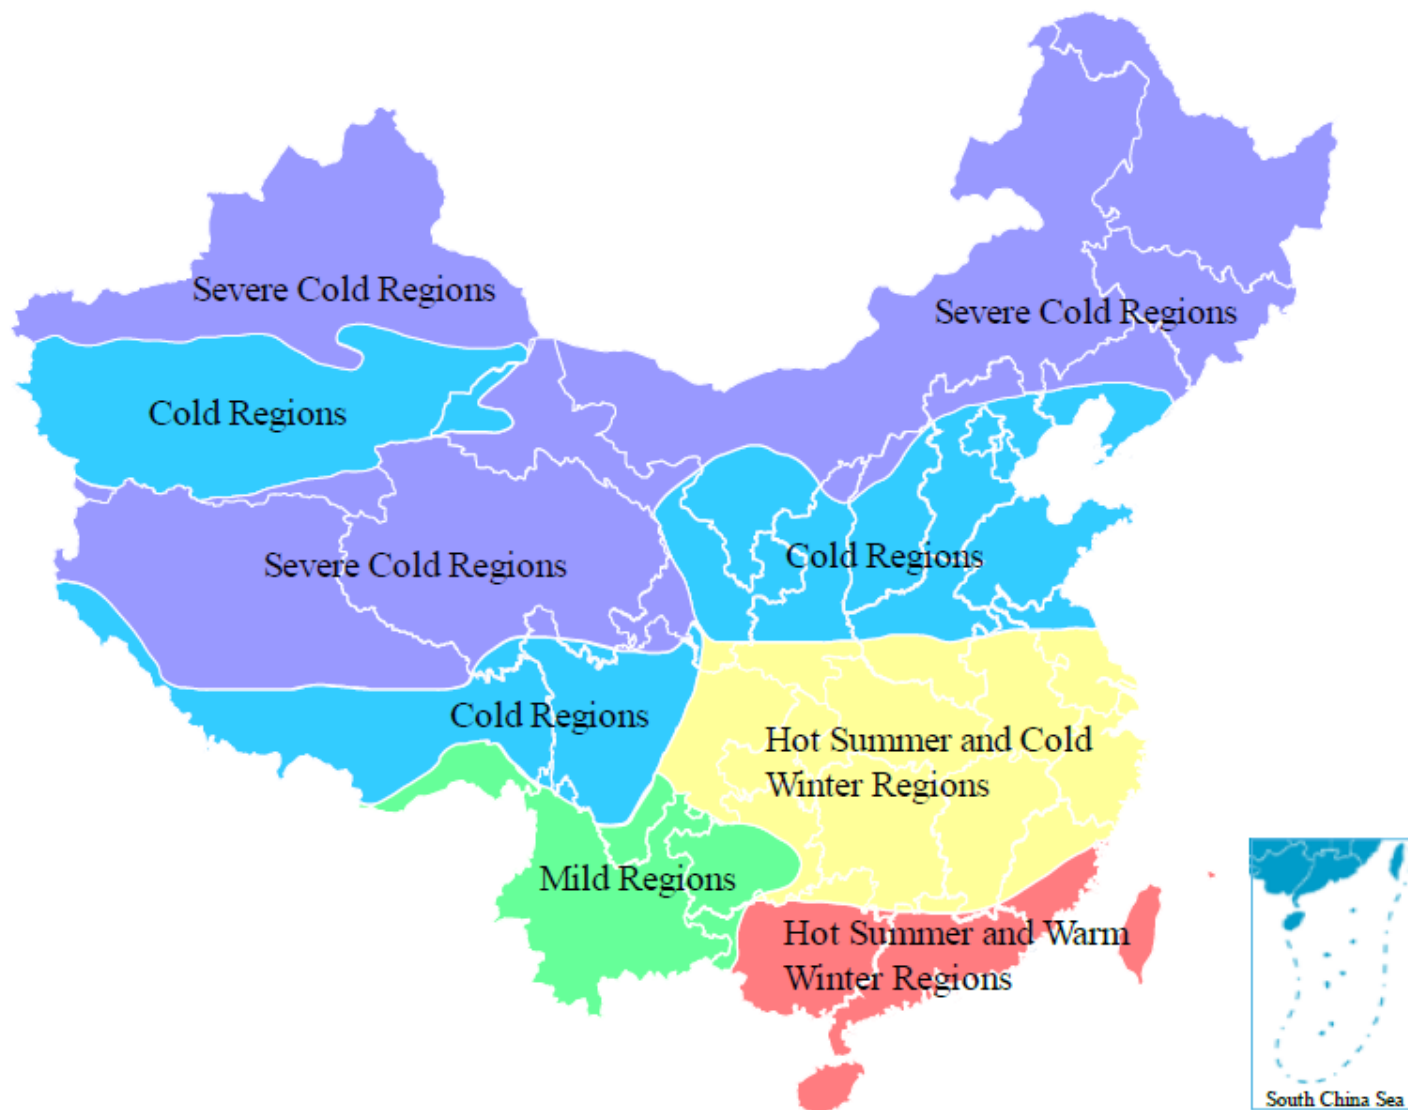 Severe Cold Regions
Severe Cold Regions
Cold Regions
Cold Regions
Severe Cold Regions
Cold Regions
Hot Summer and Cold
Winter Regions
Mild Regions
Hot Summer and Warm
Winter Regions
South China Sea